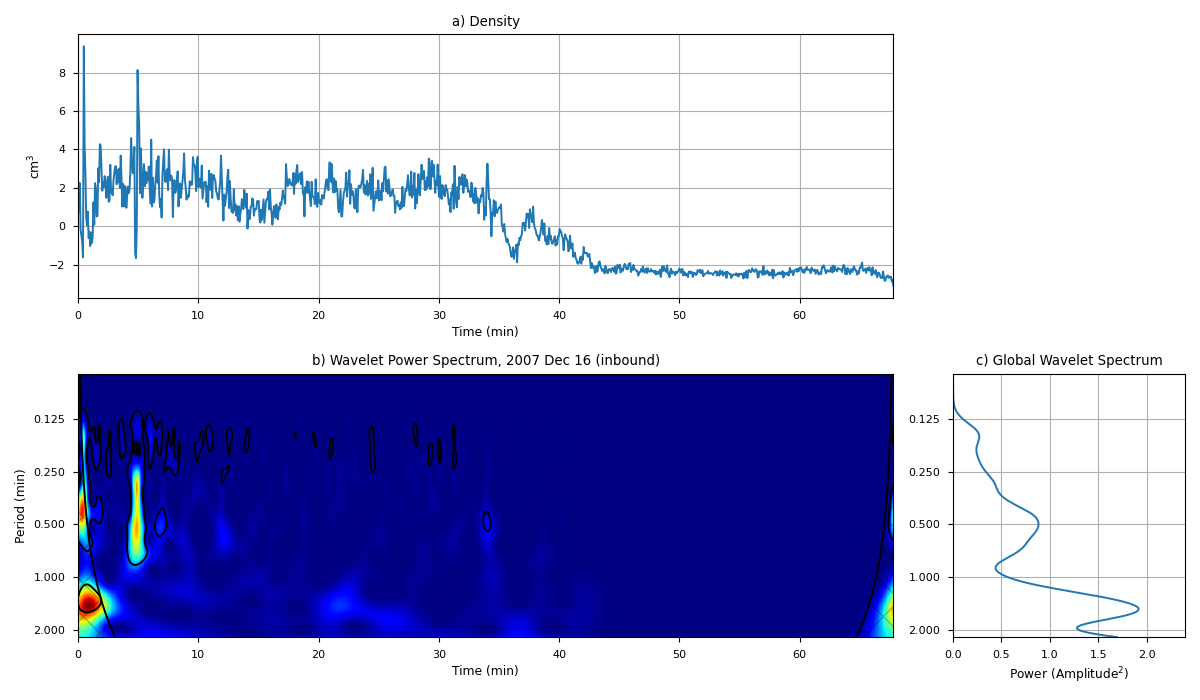 a) Density
cm³
8
6
4
2
0
−2
0 10 20 30 40 50 60
Time (min)
b) Wavelet Power Spectrum, 2007 Dec 16 (inbound)
Period (min)
0.125
0.250
0.500
1.000
2.000
0 10 20 30 40 50 60
Time (min)
c) Global Wavelet Spectrum
0.125
0.250
0.500
1.000
2.000
0.0 0.5 1.0 1.5 2.0
Power (Amplitude²)